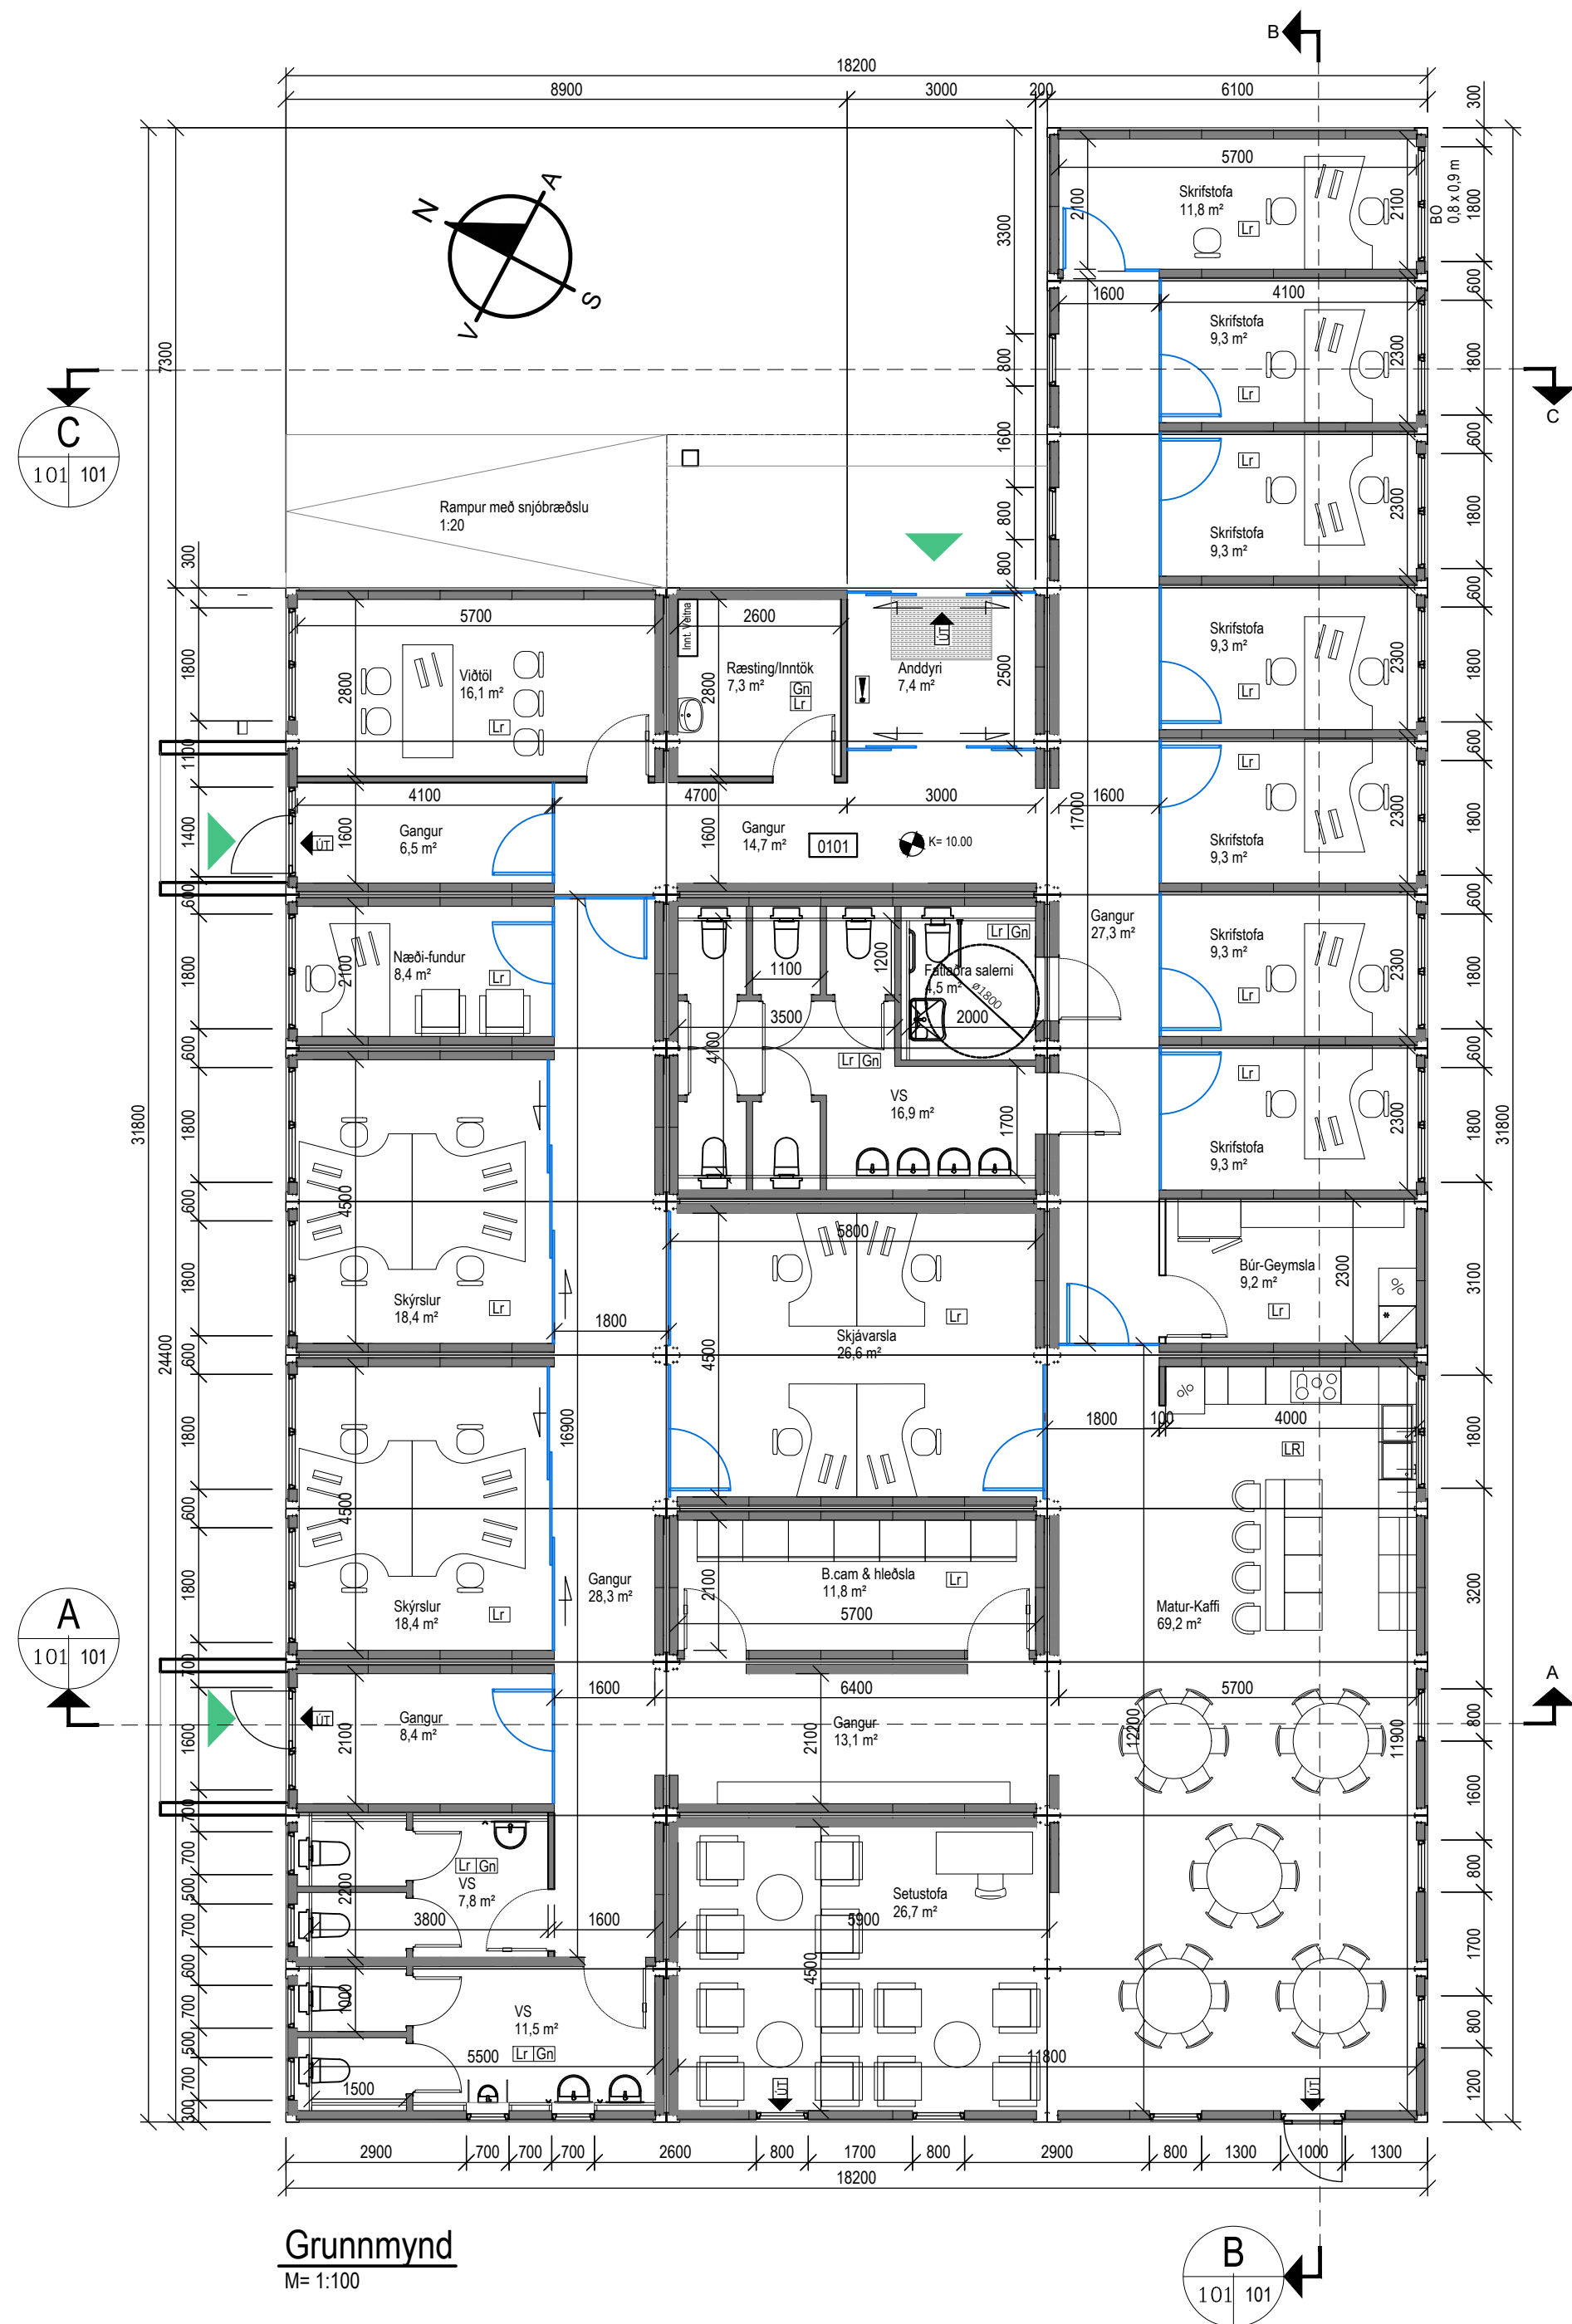 B
18200
8900
3000
200
6100
300
5700
Skrifstofa
11,8 m²
Lr
2100
2100
BO
0,8 x 0,9 m
1800
N
A
V
S
3300
600
1600
4100
Skrifstofa
9,3 m²
Lr
2300
1800
7300
800
C
101
101
C
600
1600
Lr
Skrifstofa
9,3 m²
2300
1800
Rampur með snjóbræðslu
1:20
800
800
300
600
5700
Viðtöl
16,1 m²
Lr
2800
1800
Innt. Veitna
2600
Ræsting/Inntök
7,3 m²
Gn
Lr
2800
ÚT
Anddyri
7,4 m²
2500
Skrifstofa
9,3 m²
Lr
2300
1800
1100
600
4100
4700
3000
1600
17000
Lr
Skrifstofa
9,3 m²
2300
1800
1400
ÚT
Gangur
6,5 m²
1600
Gangur
14,7 m²
0101
K= 10.00
1600
600
600
Næði-fundur
8,4 m²
Lr
2100
1800
1100
1200
Lr
Gn
Fatlaðra salerni
4,5 m²
ø1800
2000
3500
4100
Gangur
27,3 m²
Skrifstofa
9,3 m²
Lr
2300
1800
600
600
Lr
Gn
VS
16,9 m²
1700
Lr
Skrifstofa
9,3 m²
2300
1800
31800
31800
1800
4500
600
5800
Skýrslur
18,4 m²
Lr
1800
1800
Skjávarsla
26,6 m²
Lr
4500
Búr-Geymsla
9,2 m²
Lr
2300
3100
24400
600
1800
4500
16900
1800
100
4000
LR
1800
600
Skýrslur
18,4 m²
Lr
1800
Gangur
28,3 m²
B.cam & hleðsla
11,8 m²
Lr
2100
5700
Matur-Kaffi
69,2 m²
3200
A
101
101
A
700
1600
6400
5700
ÚT
Gangur
8,4 m²
2100
1600
Gangur
13,1 m²
2100
12200
11900
800
1600
700
700
500
700
Lr
Gn
VS
7,8 m²
2200
3800
1600
Setustofa
26,7 m²
5900
4500
800
1700
600
700
500
700
300
1000
VS
11,5 m²
Lr
Gn
5500
1500
11800
ÚT
ÚT
800
1200
2900
700
700
700
2600
800
1700
800
2900
800
1300
1000
1300
18200
Grunnmynd
M= 1:100
B
101
101